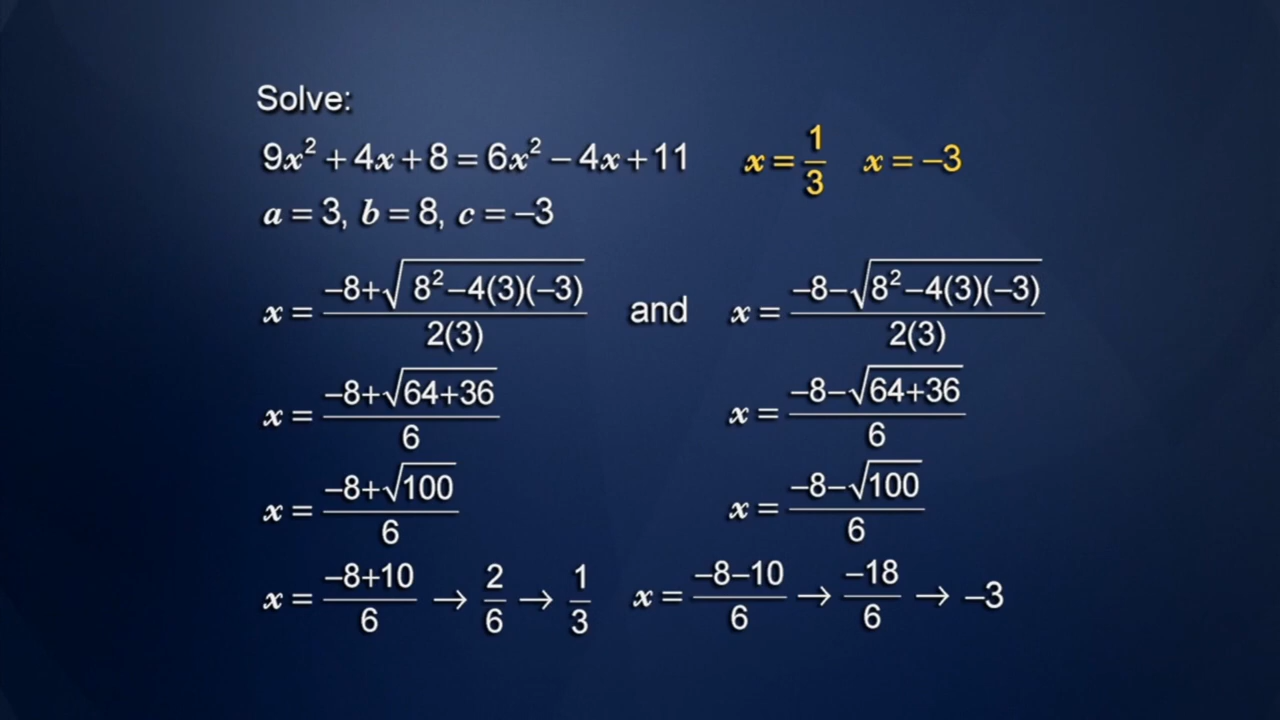 Solve:
9x² + 4x + 8 = 6x² – 4x + 11 x = 1/3 x = –3
a = 3, b = 8, c = –3
x = (–8+√(8²–4(3)(–3)))/2(3) and x = (–8–√(8²–4(3)(–3)))/2(3)
x = (–8+√(64+36))/6 x = (–8–√(64+36))/6
x = (–8+√100)/6 x = (–8–√100)/6
x = (–8+10)/6 → 2/6 → 1/3 x = (–8–10)/6 → –18/6 → –3